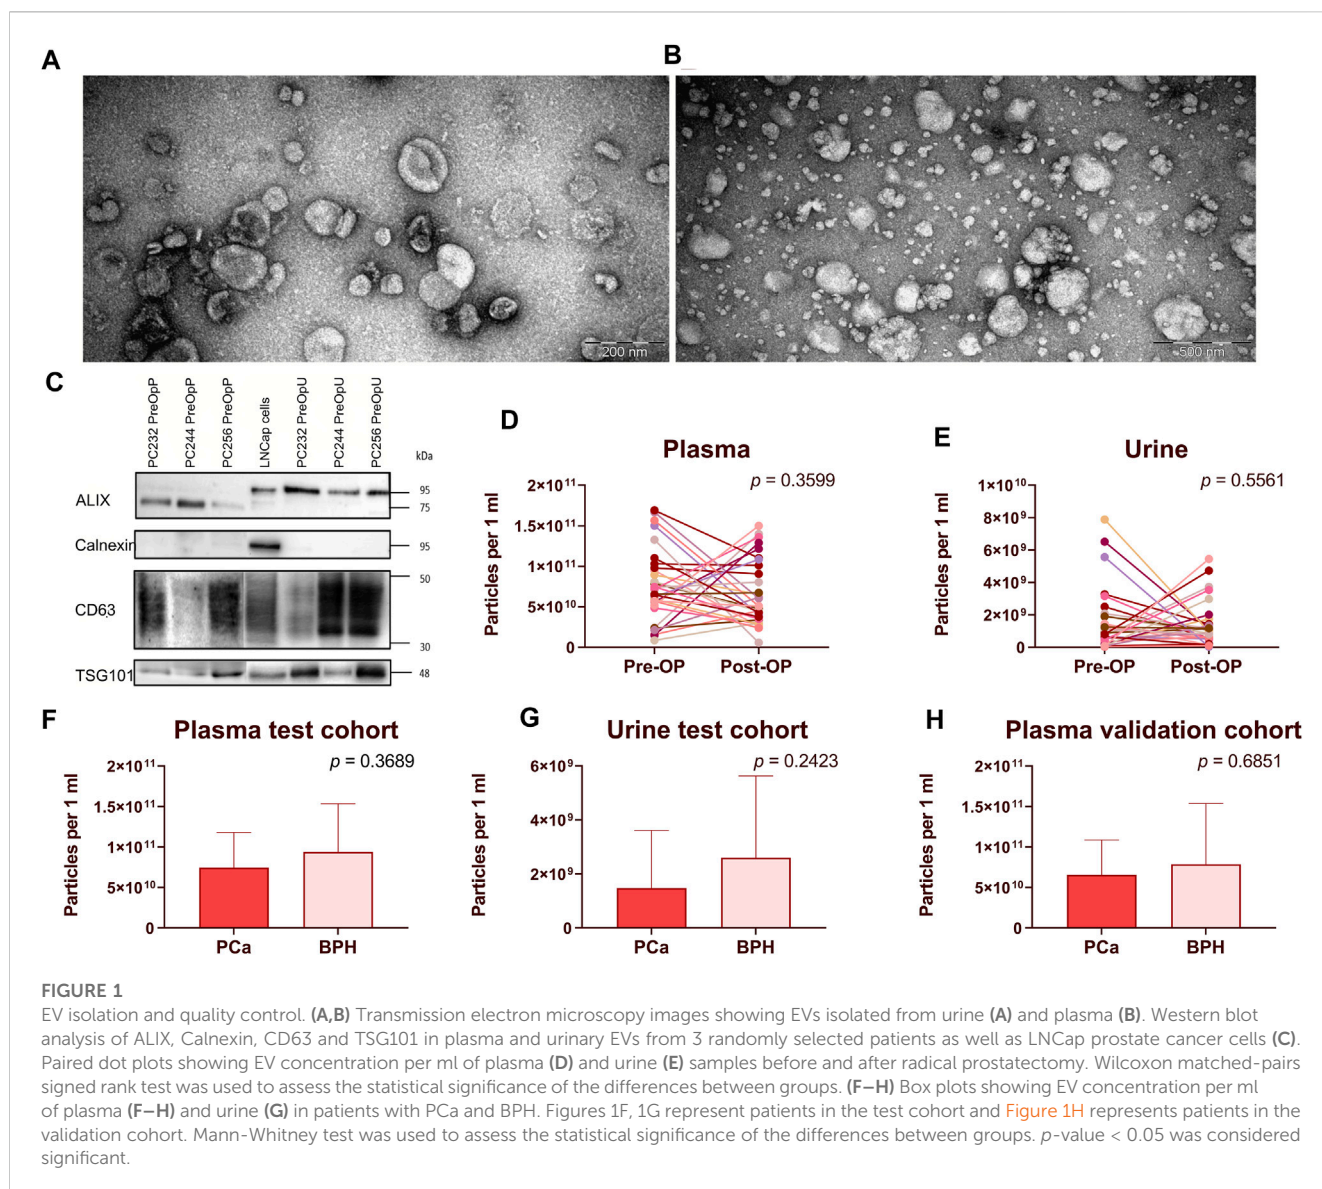 A
B
200 nm
500 nm
C
PC232 PreOpP
PC244 PreOpP
PC256 PreOpP
LNCap cells
PC232 PreOpU
PC244 PreOpU
PC256 PreOpU
kDa
ALIX
95
75
Calnexin
95
CD63
50
30
TSG101
48
D
Plasma
p = 0.3599
Particles per 1 ml
2×10¹¹
1.5×10¹¹
1×10¹¹
5×10¹⁰
0
Pre-OP Post-OP
E
Urine
p = 0.5561
Particles per 1 ml
1×10¹⁰
8×10⁹
6×10⁹
4×10⁹
2×10⁹
0
Pre-OP Post-OP
F
Plasma test cohort
p = 0.3689
Particles per 1 ml
2×10¹¹
1.5×10¹¹
1×10¹¹
5×10¹⁰
0
PCa BPH
G
Urine test cohort
p = 0.2423
Particles per 1 ml
6×10⁹
4×10⁹
2×10⁹
0
PCa BPH
H
Plasma validation cohort
p = 0.6851
Particles per 1 ml
2×10¹¹
1.5×10¹¹
1×10¹¹
5×10¹⁰
0
PCa BPH
FIGURE 1
EV isolation and quality control. (A,B) Transmission electron microscopy images showing EVs isolated from urine (A) and plasma (B). Western blot
analysis of ALIX, Calnexin, CD63 and TSG101 in plasma and urinary EVs from 3 randomly selected patients as well as LNCap prostate cancer cells (C).
Paired dot plots showing EV concentration per ml of plasma (D) and urine (E) samples before and after radical prostatectomy. Wilcoxon matched-pairs
signed rank test was used to assess the statistical significance of the differences between groups. (F–H) Box plots showing EV concentration per ml
of plasma (F–H) and urine (G) in patients with PCa and BPH. Figures 1F, 1G represent patients in the test cohort and Figure 1H represents patients in the
validation cohort. Mann-Whitney test was used to assess the statistical significance of the differences between groups. p-value < 0.05 was considered
significant.